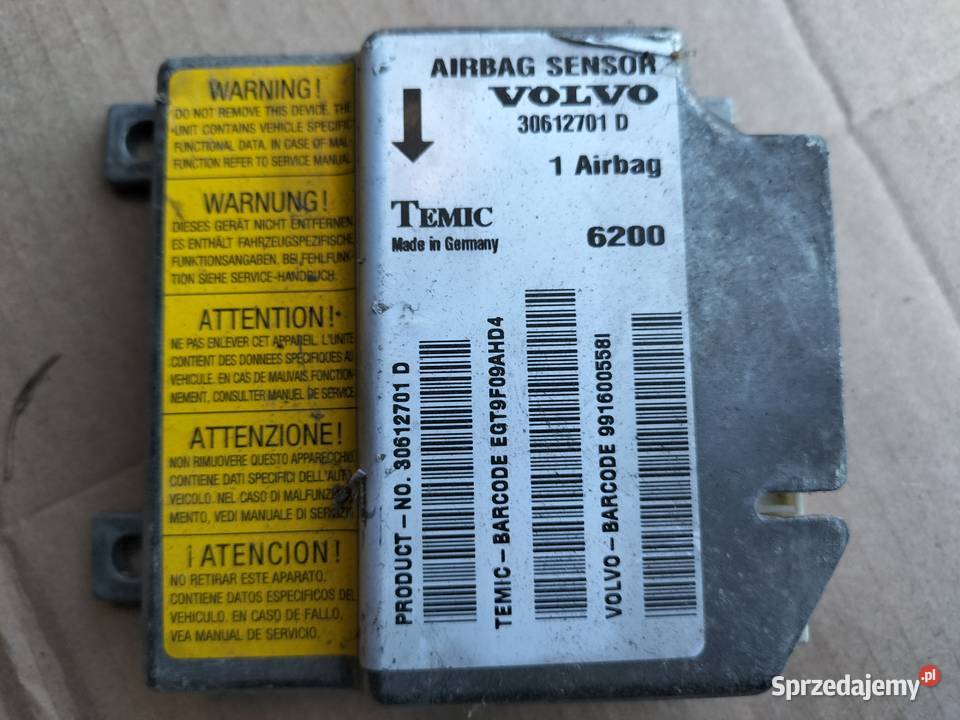 WARNING!
DO NOT REMOVE THIS DEVICE. THE
UNIT CONTAINS VEHICLE SPECIFIC
FUNCTIONAL DATA. IN CASE OF MAL-
FUNCTION REFER TO SERVICE MANUAL.
WARNUNG!
DIESES GERÄT NICHT ENTFERNEN.
ES ENTHÄLT FAHRZEUGSPEZIFISCHE
FUNKTIONSANGABEN. BEI FEHLFUNK-
TION SIEHE SERVICE-HANDBUCH.
ATTENTION!
NE PAS ENLEVER CET APPAREIL. L'UNITE
CONTIENT DES DONNEES SPECIFIQUES AU
VEHICULE. EN CAS DE MAUVAIS FONCTION-
NEMENT, CONSULTER MANUEL DE SERVICE
ATTENZIONE!
NON RIMUOVERE QUESTO APPARECCHIO
CONTIENE DATI SPECIFICI DELL'AUTO
VEICOLO. NEL CASO DI MALFUNZIO
MENTO, VEDI MANUALE DI SERVIZIO
¡ATENCION!
NO RETIRAR ESTE APARATO.
CONTIENE DATOS ESPECIFICOS DEL
VEHICULO. EN CASO DE FALLO,
VEA MANUAL DE SERVICIO.
AIRBAG SENSOR
VOLVO
30612701 D
1 Airbag
TEMIC
Made in Germany
6200
PRODUCT-NO. 30612701 D
TEMIC-BARCODE EGT9F09AHD4
VOLVO-BARCODE 991600558I
Sprzedajemy.pl